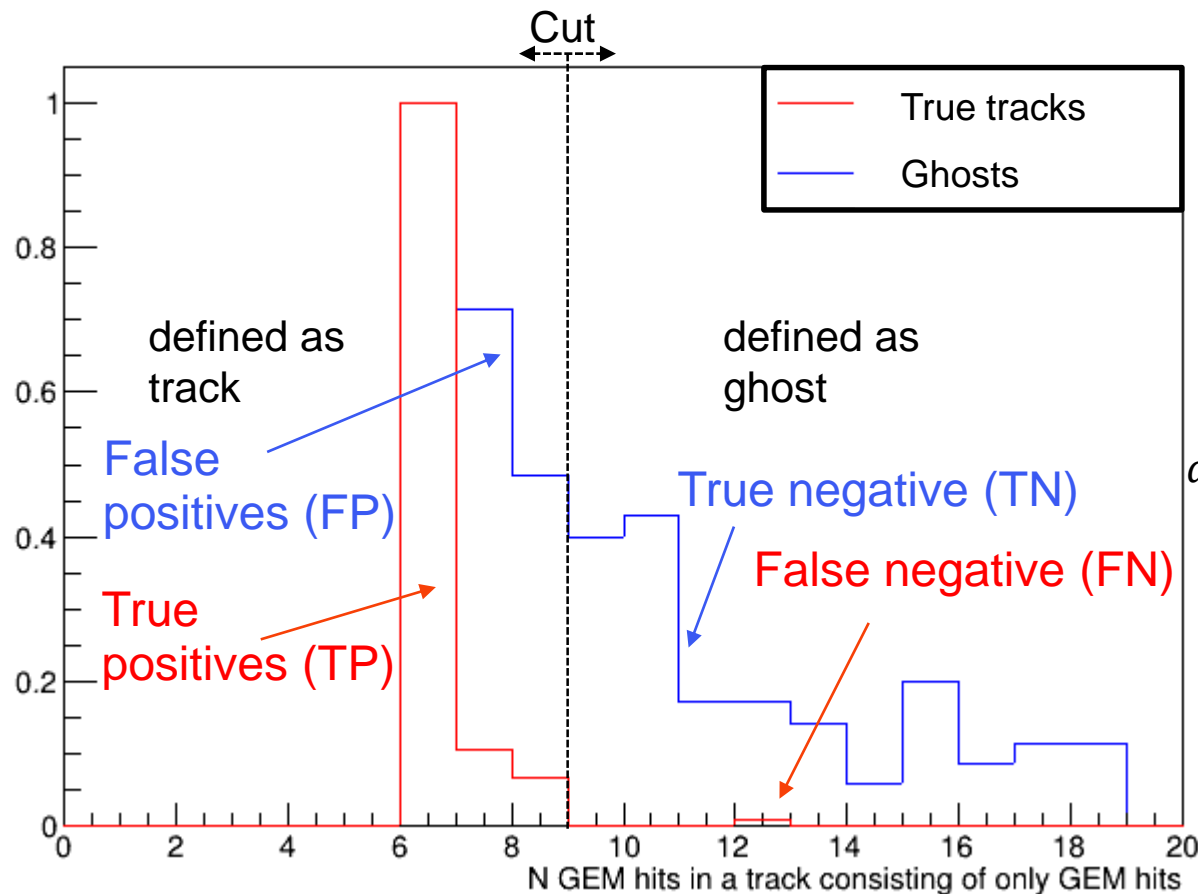 Cut
True tracks
Ghosts
1
0.8
0.6
0.4
0.2
0
defined as
track
defined as
ghost
False
positives (FP)
True negative (TN)
False negative (FN)
True
positives (TP)
0 2 4 6 8 10 12 14 16 18 20
N GEM hits in a track consisting of only GEM hits